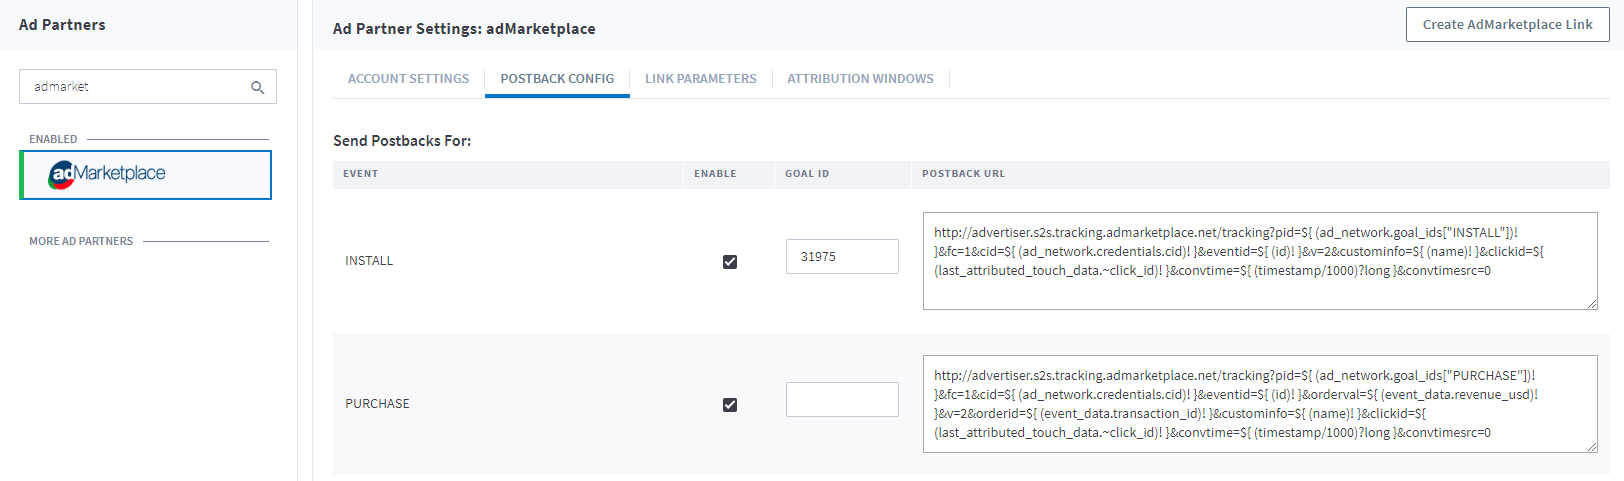 Ad Partners
admarket
ENABLED
adMarketplace
MORE AD PARTNERS
Ad Partner Settings: adMarketplace
Create AdMarketplace Link
ACCOUNT SETTINGS
POSTBACK CONFIG
LINK PARAMETERS
ATTRIBUTION WINDOWS
Send Postbacks For:
EVENT ENABLE GOAL ID POSTBACK URL
INSTALL
31975
http://advertiser.s2s.tracking.admarketplace.net/tracking?pid=${ (ad_network.goal_ids["INSTALL"])!
}&fc=1&cid=${ (ad_network.credentials.cid)! }&eventid=${ (id)! }&v=2&custominfo=${ (name)! }&clickid=${
(last_attributed_touch_data.~click_id)! }&convtime=${ (timestamp/1000)?long }&convtimesrc=0
PURCHASE
http://advertiser.s2s.tracking.admarketplace.net/tracking?pid=${ (ad_network.goal_ids["PURCHASE"])!
}&fc=1&cid=${ (ad_network.credentials.cid)! }&eventid=${ (id)! }&orderval=${ (event_data.revenue_usd)!
}&v=2&orderid=${ (event_data.transaction_id)! }&custominfo=${ (name)! }&clickid=${
(last_attributed_touch_data.~click_id)! }&convtime=${ (timestamp/1000)?long }&convtimesrc=0